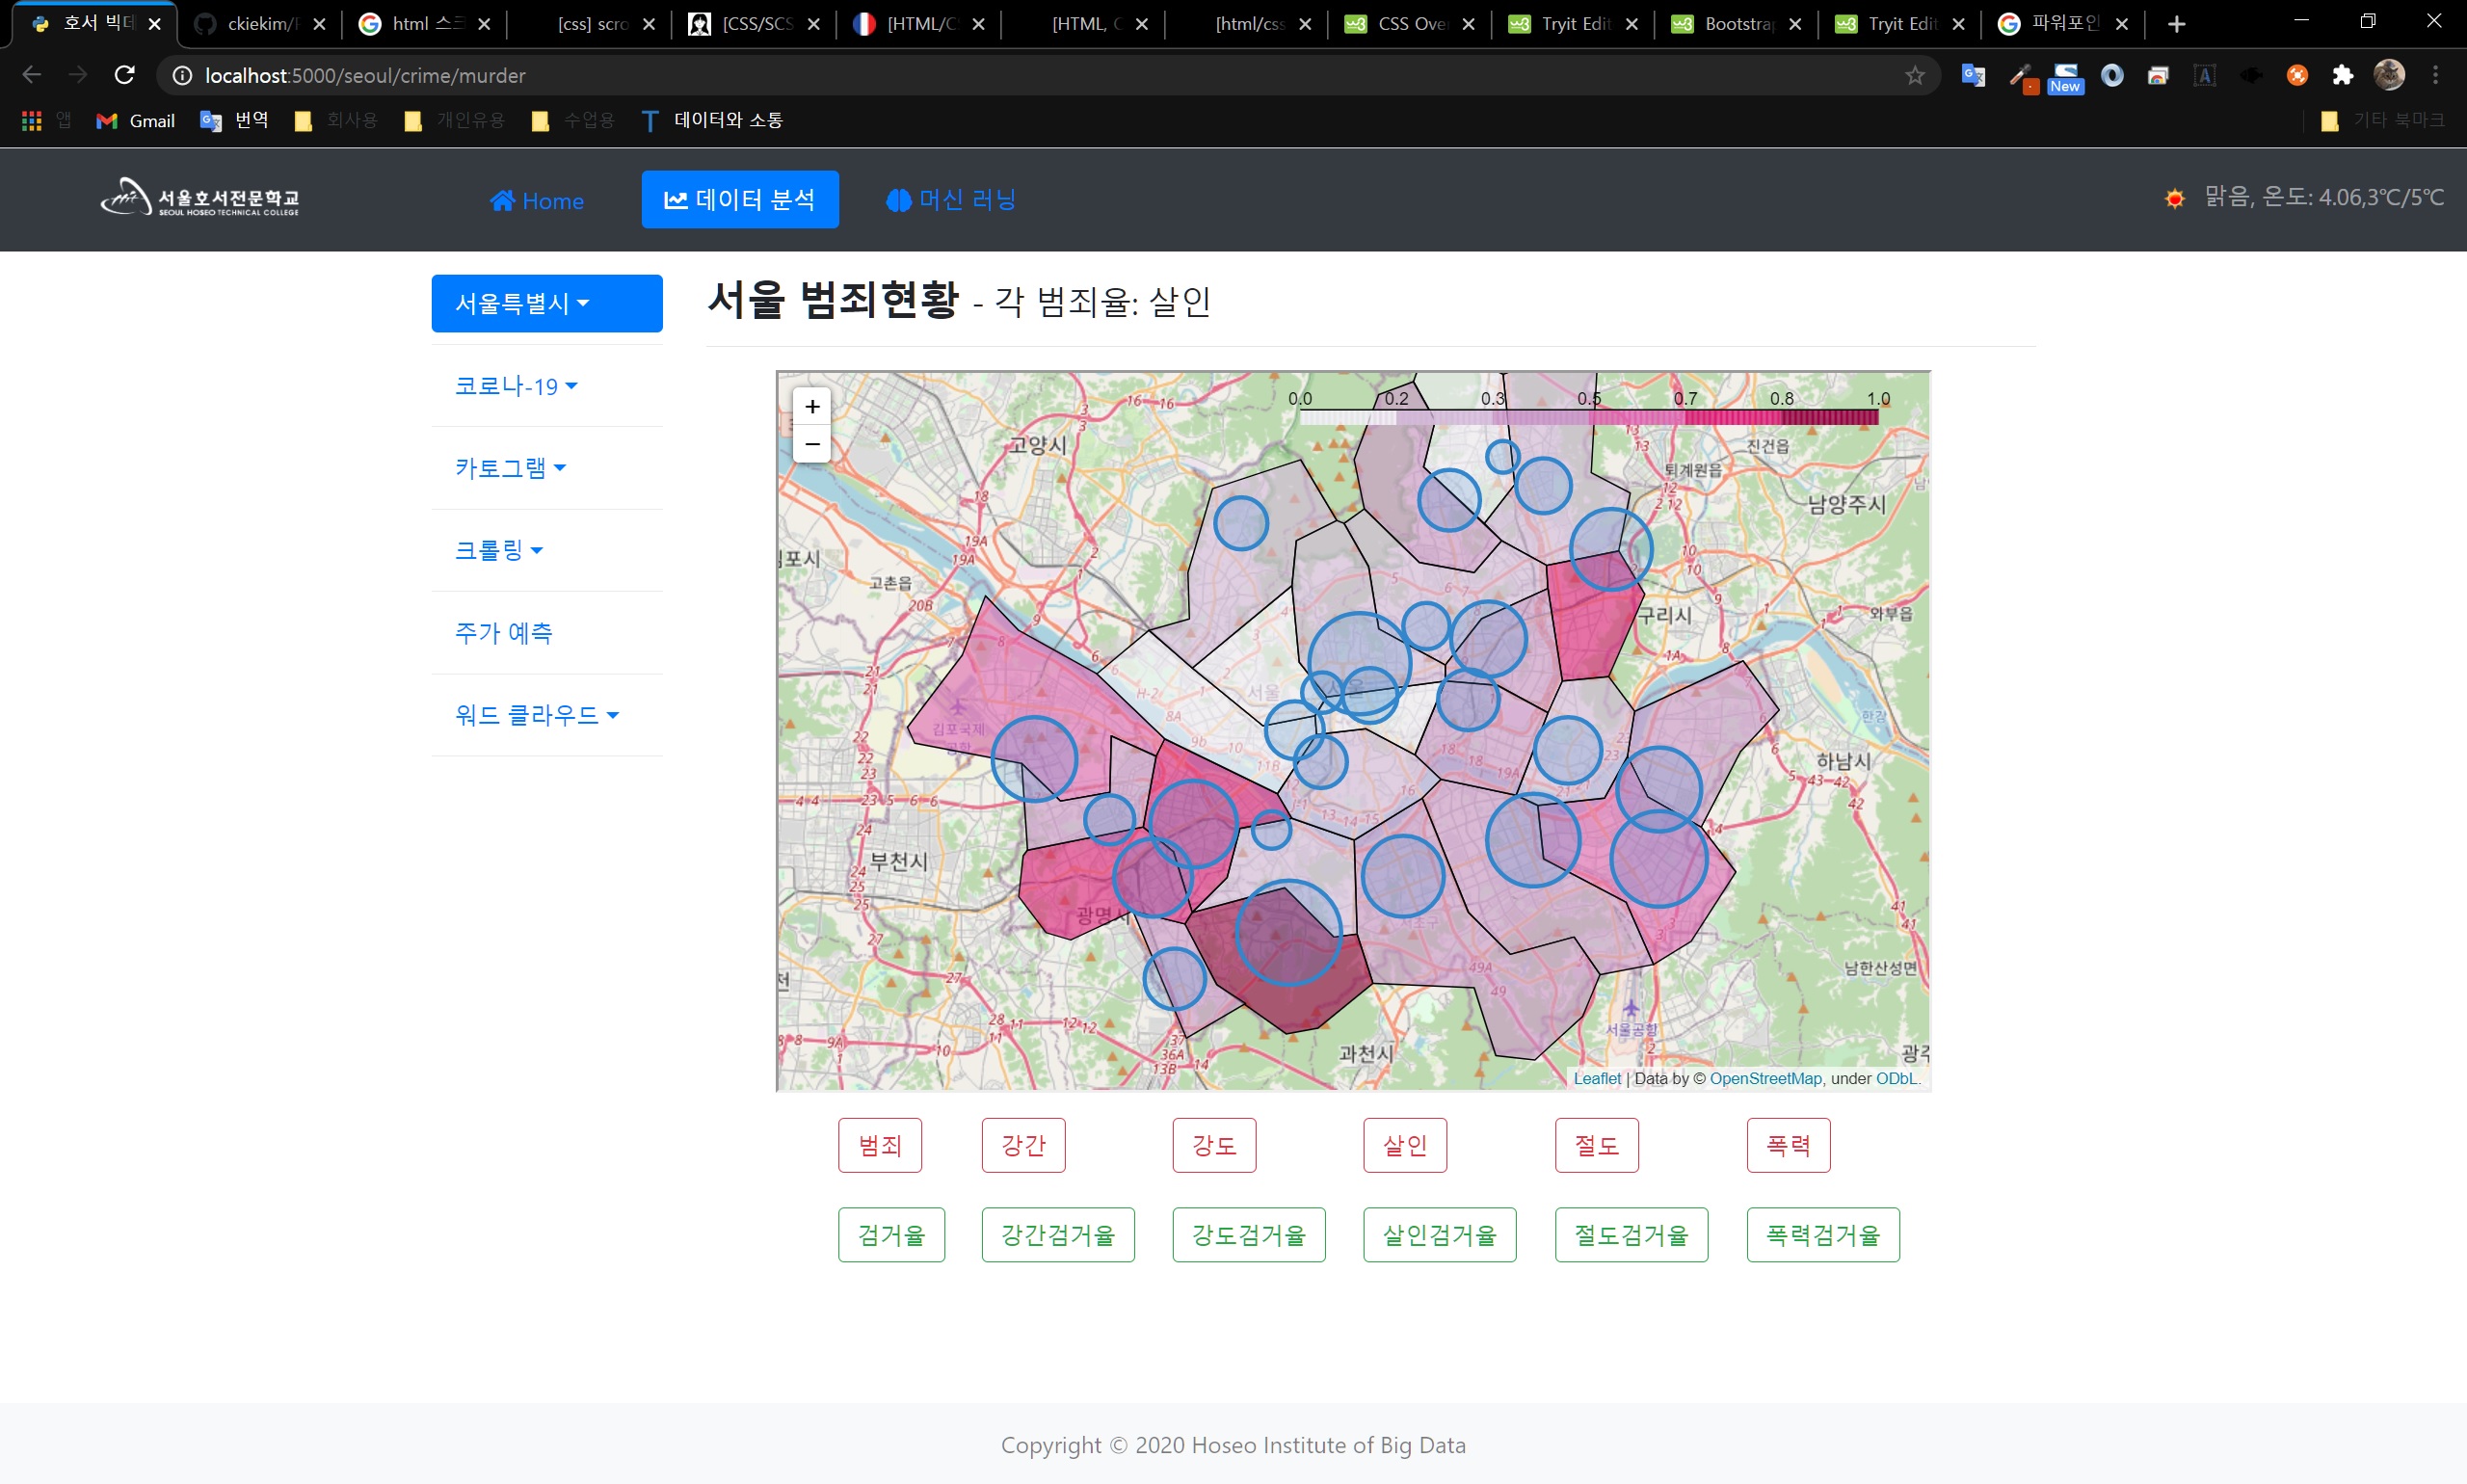 호서 빅데
ckiekim/
html 스크
[css] scro
[CSS/SCS
[HTML/C
[HTML, C
[html/css
CSS Ove
Tryit Edit
Bootstra
Tryit Edit
파워포인
localhost:5000/seoul/crime/murder
New
앱
Gmail
번역
회사용
개인유용
수업용
데이터와 소통
기타 북마크
서울호서전문학교
SEOUL HOSEO TECHNICAL COLLEGE
Home
데이터 분석
머신 러닝
맑음, 온도: 4.06,3℃/5℃
서울특별시
코로나-19
카토그램
크롤링
주가 예측
워드 클라우드
서울 범죄현황 - 각 범죄율: 살인
+
−
0.0 0.2 0.3 0.5 0.7 0.8 1.0
고양시
진건읍
퇴계원읍
남양주시
고촌읍
구리시
와부읍
서울
김포국제
공항
한강
하남시
부천시
광명시
서초구
남한산성면
서울공항
과천시
Leaflet | Data by © OpenStreetMap, under ODbL.
범죄 강간 강도 살인 절도 폭력
검거율 강간검거율 강도검거율 살인검거율 절도검거율 폭력검거율
Copyright © 2020 Hoseo Institute of Big Data